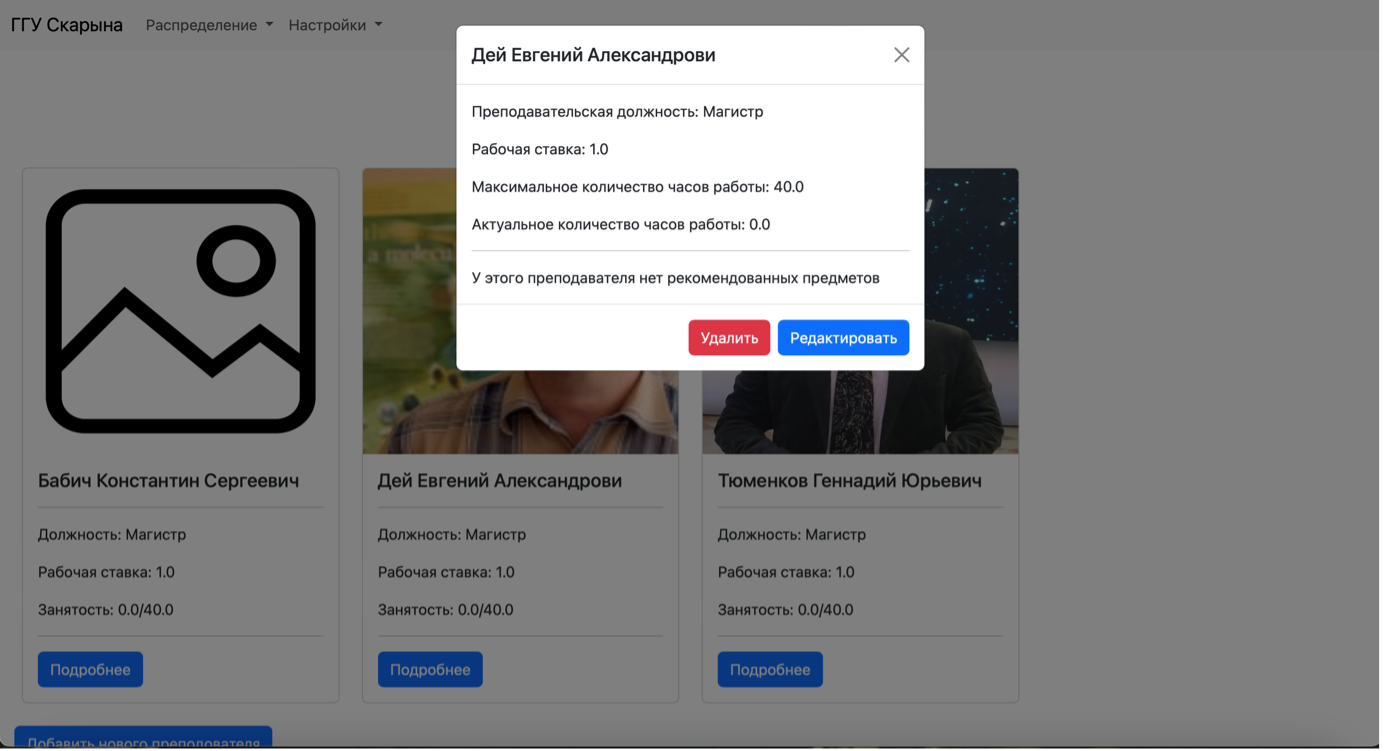 ГГУ Скарына Распределение Настройки
Дей Евгений Александрови
Преподавательская должность: Магистр
Рабочая ставка: 1.0
Максимальное количество часов работы: 40.0
Актуальное количество часов работы: 0.0
У этого преподавателя нет рекомендованных предметов
Удалить Редактировать
a molecu
Бабич Константин Сергеевич
Должность: Магистр
Рабочая ставка: 1.0
Занятость: 0.0/40.0
Подробнее
Дей Евгений Александрови
Должность: Магистр
Рабочая ставка: 1.0
Занятость: 0.0/40.0
Подробнее
Тюменков Геннадий Юрьевич
Должность: Магистр
Рабочая ставка: 1.0
Занятость: 0.0/40.0
Подробнее
Добавить нового преподователя